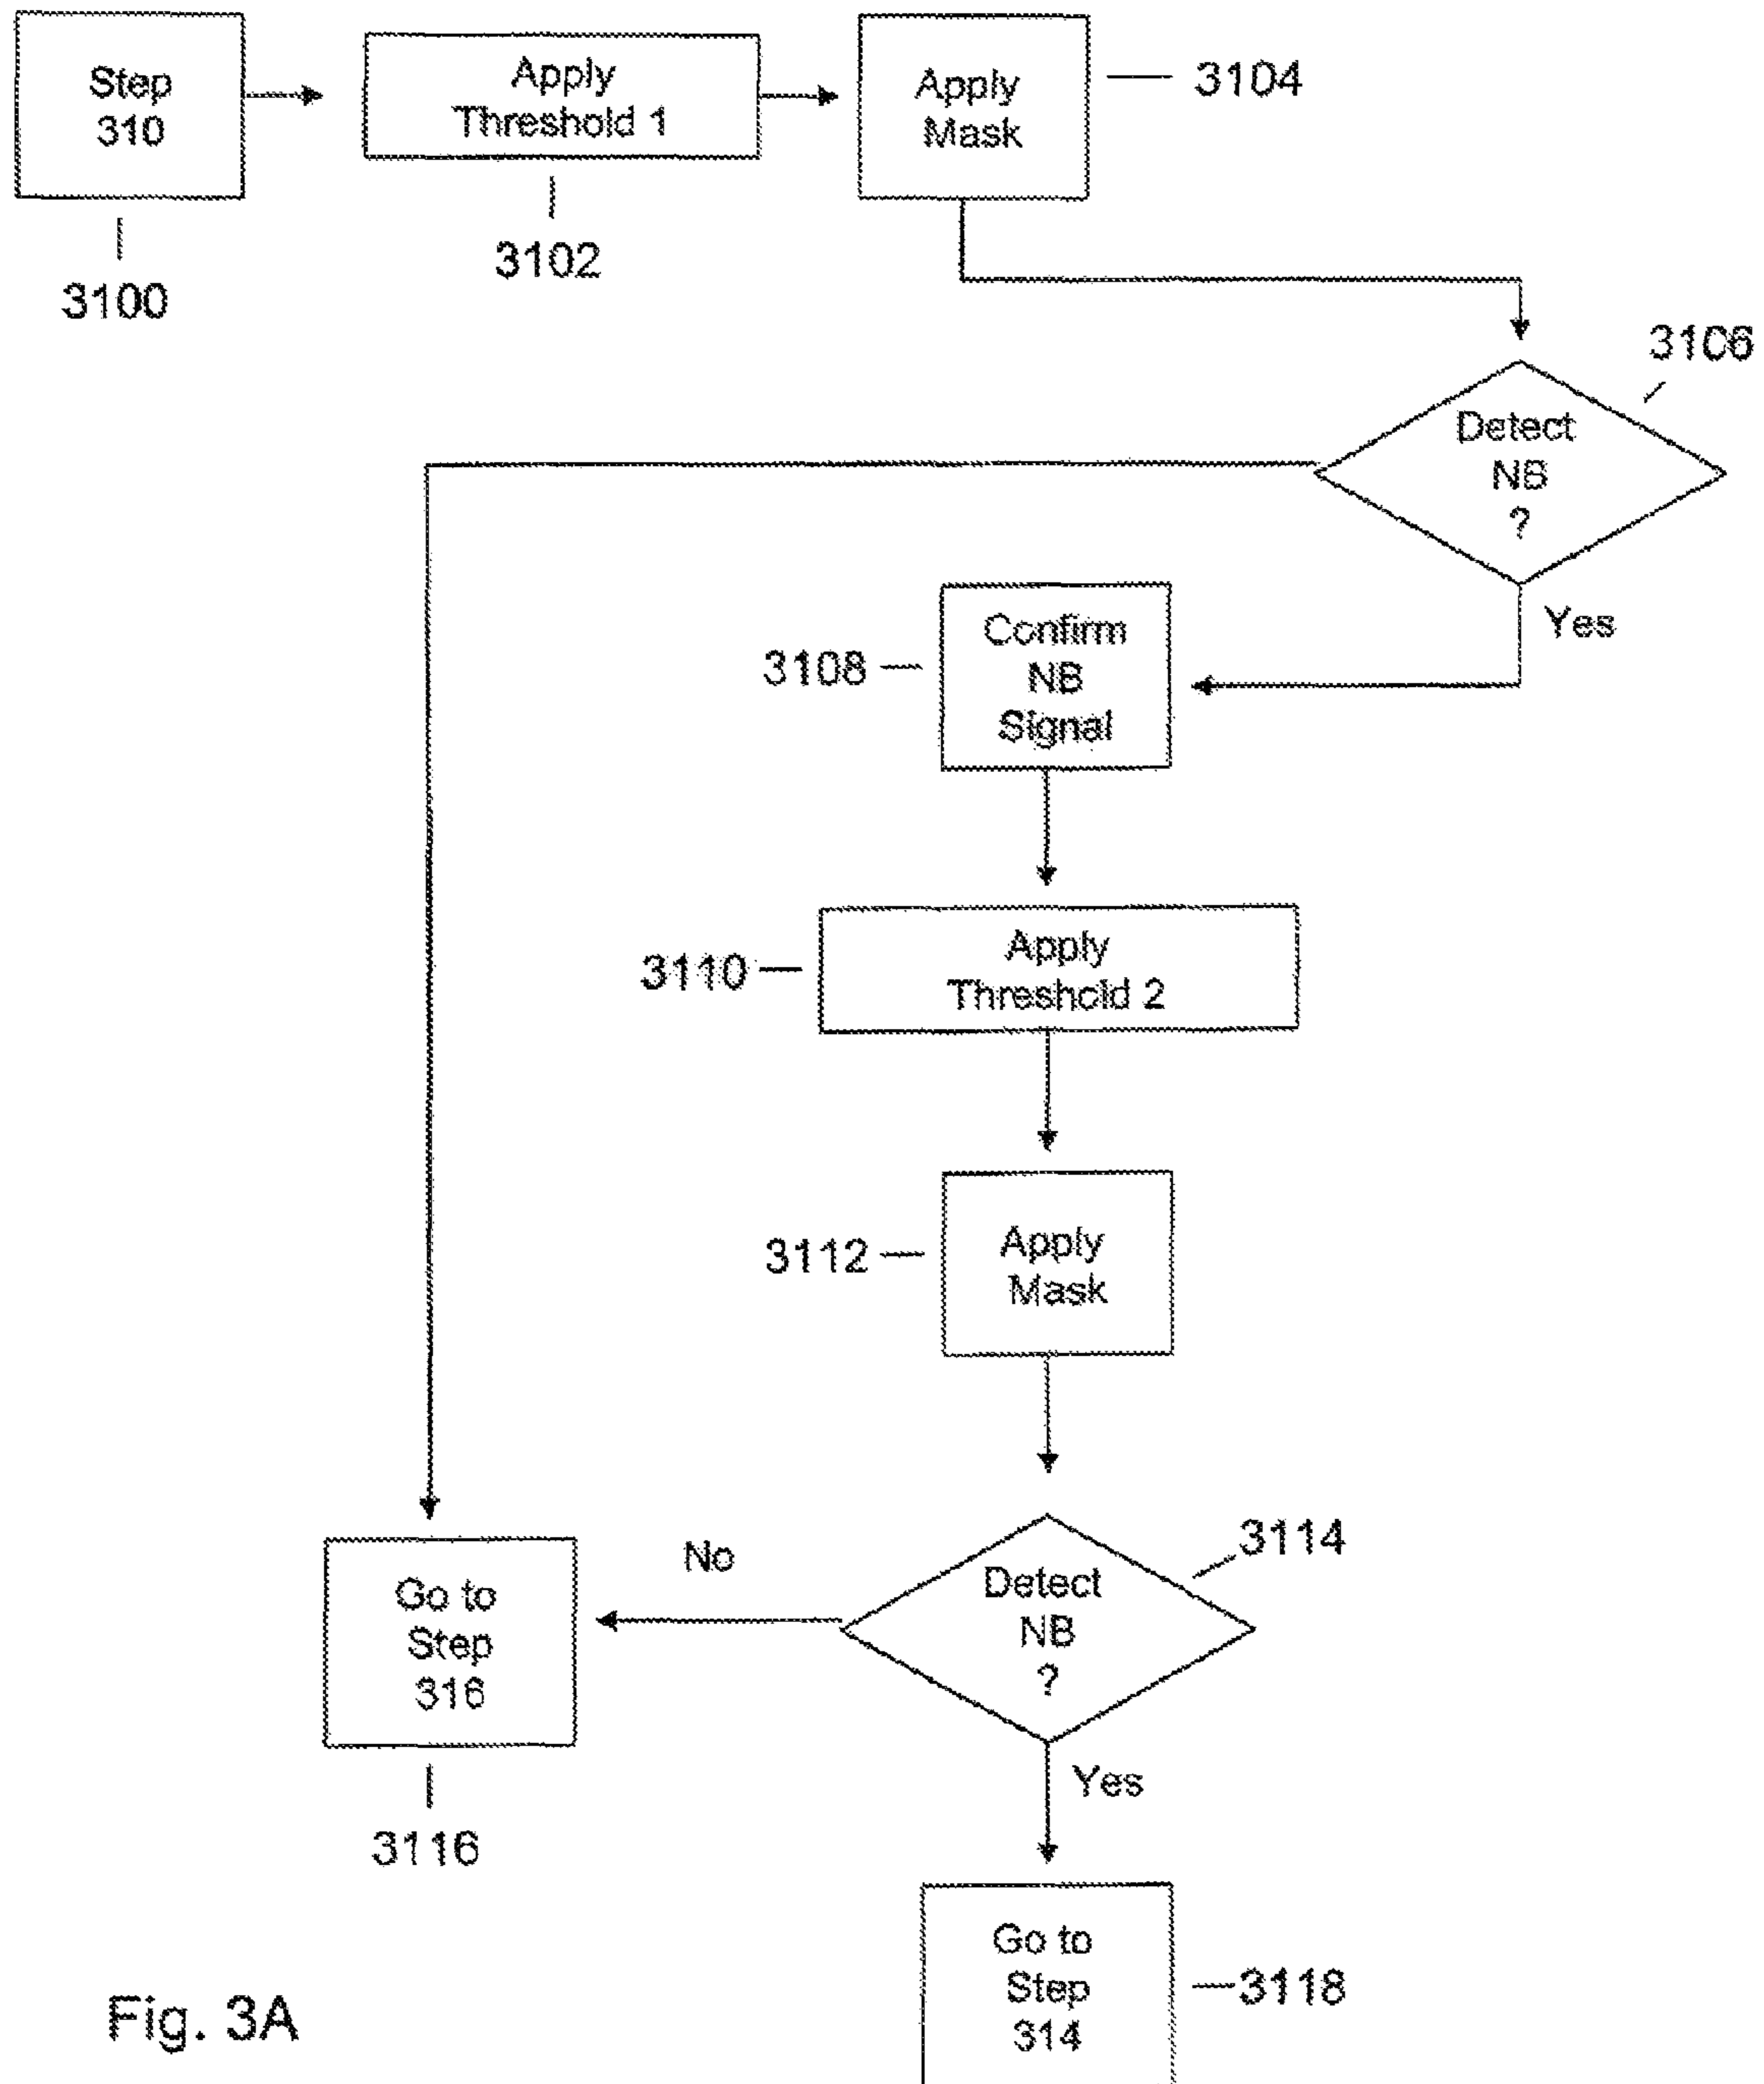 Step
310
3100
Apply
Threshold 1
3102
Apply
Mask
3104
3106
Detect
NB
?
Yes
Confirm
NB
Signal
3108
Apply
Threshold 2
3110
Apply
Mask
3112
Detect
NB
?
3114
No
Go to
Step
316
3116
Yes
Go to
Step
314
3118
Fig. 3A